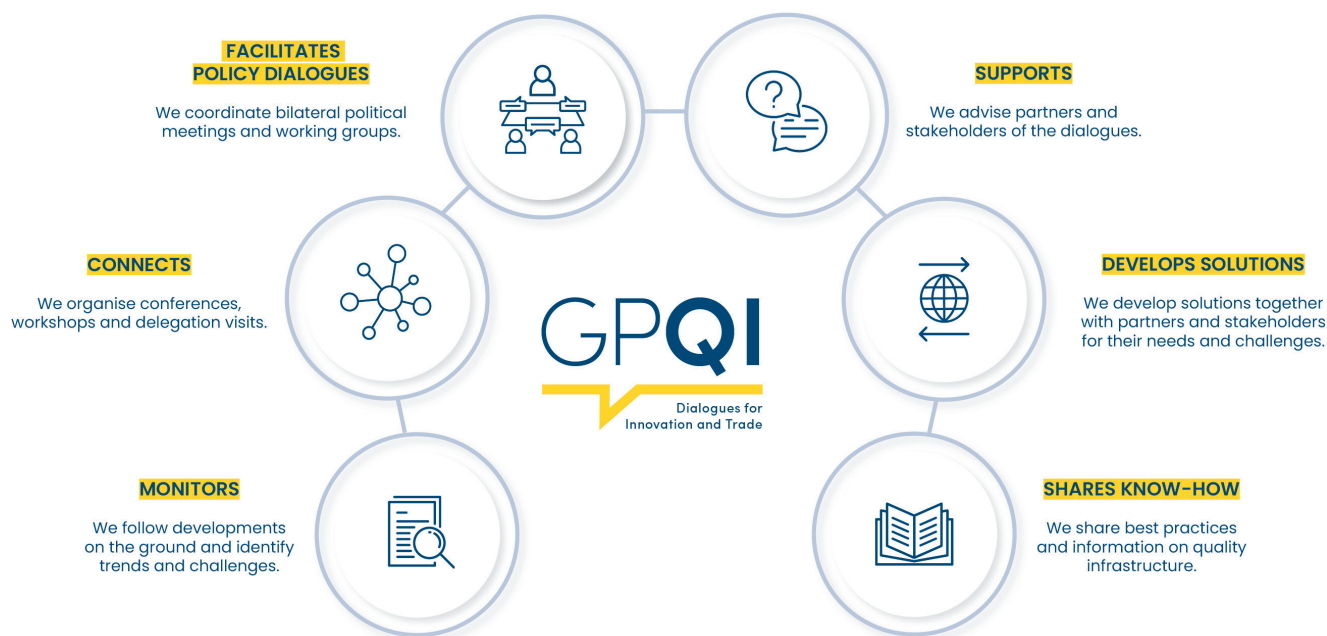 FACILITATES
POLICY DIALOGUES
We coordinate bilateral political
meetings and working groups.
SUPPORTS
We advise partners and
stakeholders of the dialogues.
CONNECTS
We organise conferences,
workshops and delegation visits.
DEVELOPS SOLUTIONS
We develop solutions together
with partners and stakeholders
for their needs and challenges.
GPQI
Dialogues for
Innovation and Trade
MONITORS
We follow developments
on the ground and identify
trends and challenges.
SHARES KNOW-HOW
We share best practices
and information on quality
infrastructure.